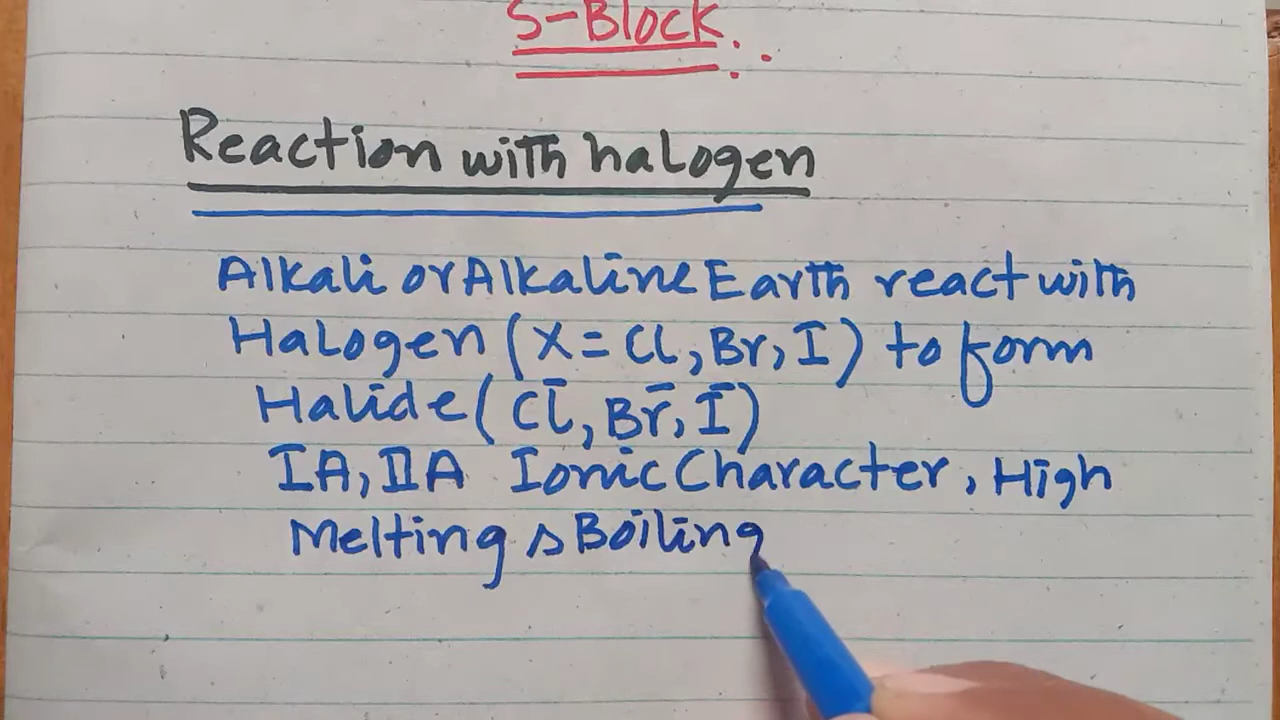 S-Block
Reaction with halogen
Alkali or Alkaline Earth react with
Halogen (X = Cl, Br, I) to form
Halide (Cl̄, Br̄, Ī)
IA, IIA Ionic Character, High
Melting & Boiling